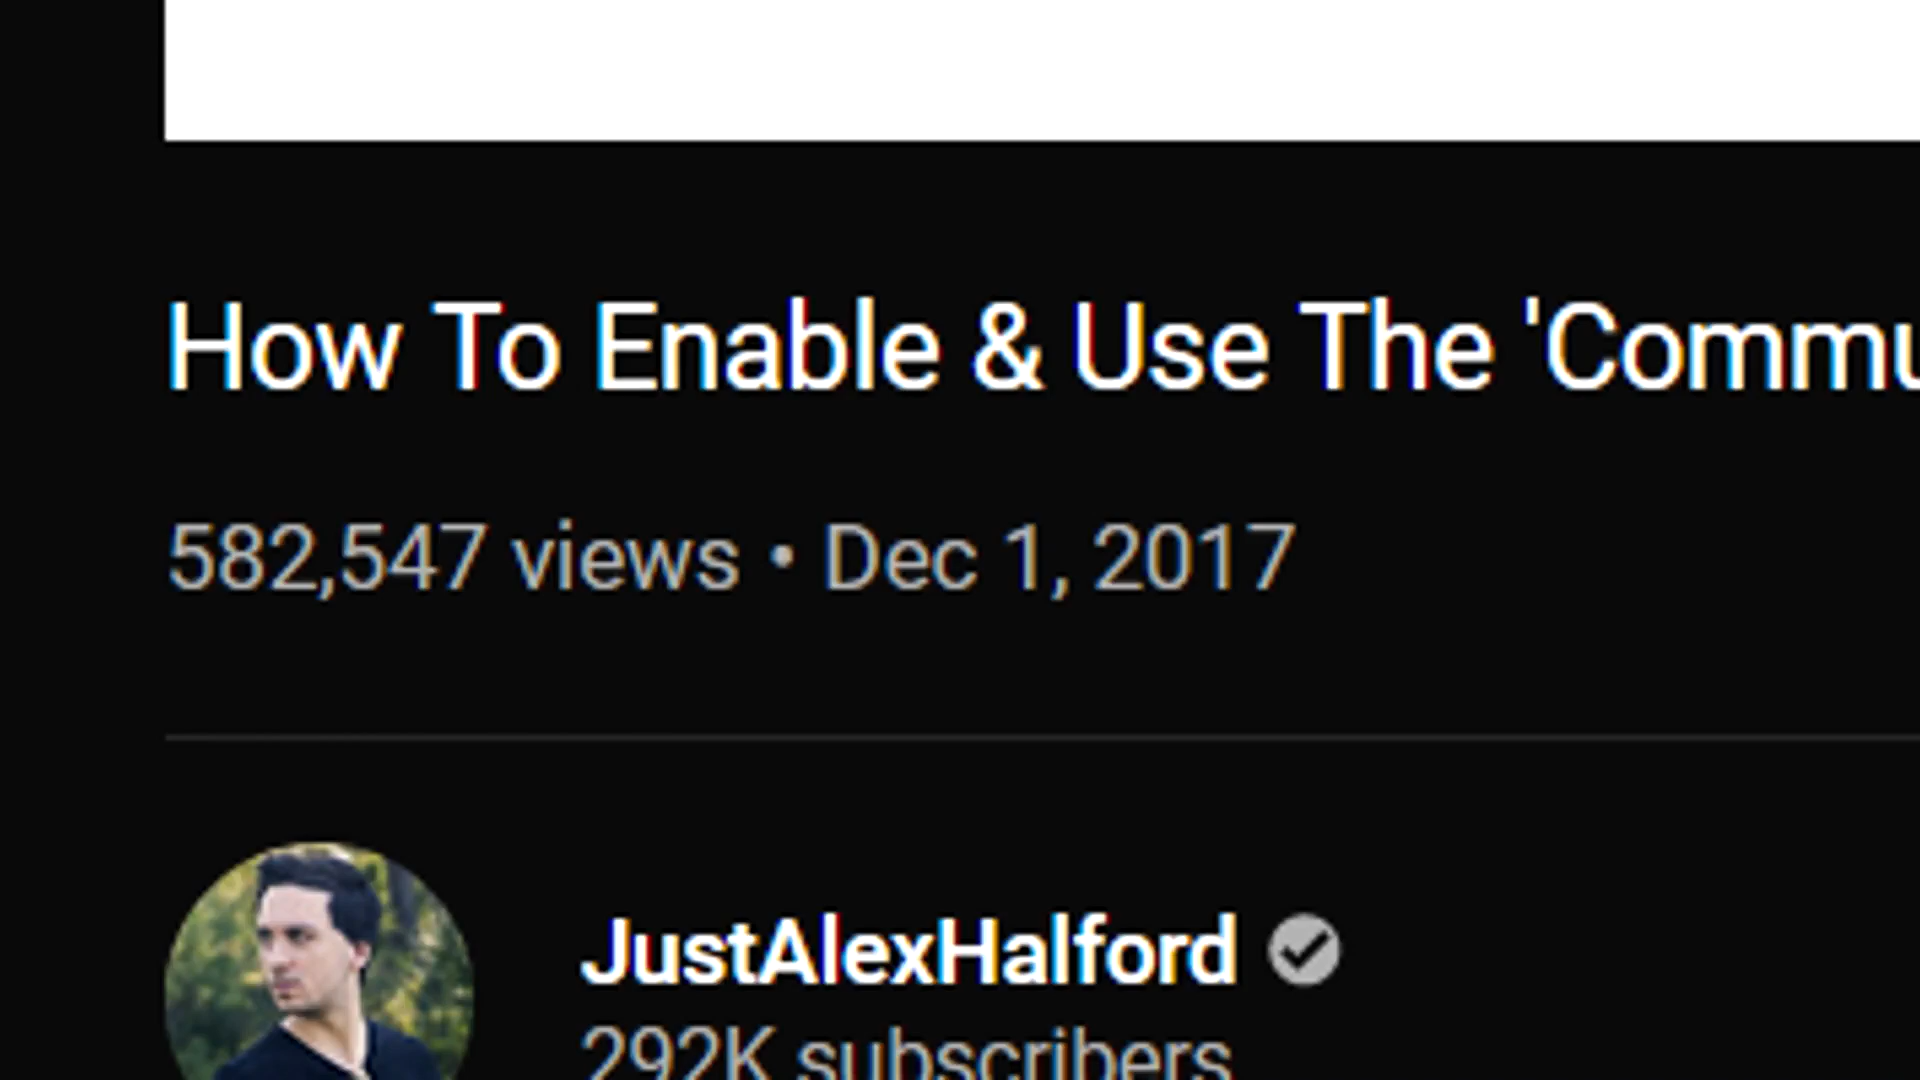 How To Enable & Use The 'Commu
582,547 views • Dec 1, 2017
JustAlexHalford
292K subscribers